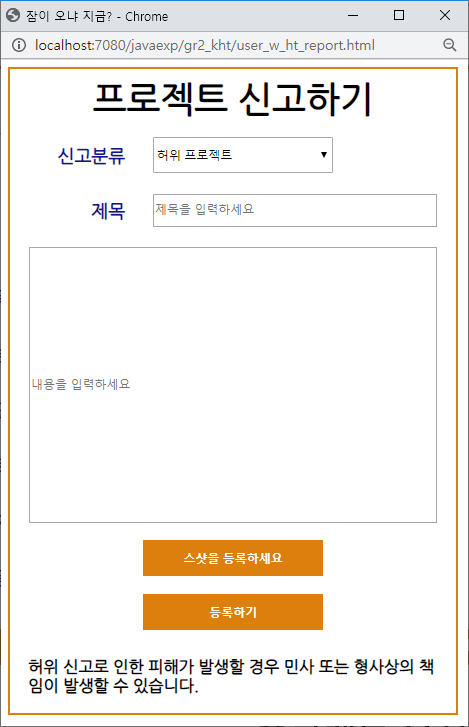 잠이 오냐 지금? - Chrome
localhost:7080/javaexp/gr2_kht/user_w_ht_report.html
프로젝트 신고하기
신고분류
허위 프로젝트
제목
제목을 입력하세요
내용을 입력하세요
스샷을 등록하세요
등록하기
허위 신고로 인한 피해가 발생할 경우 민사 또는 형사상의 책
임이 발생할 수 있습니다.